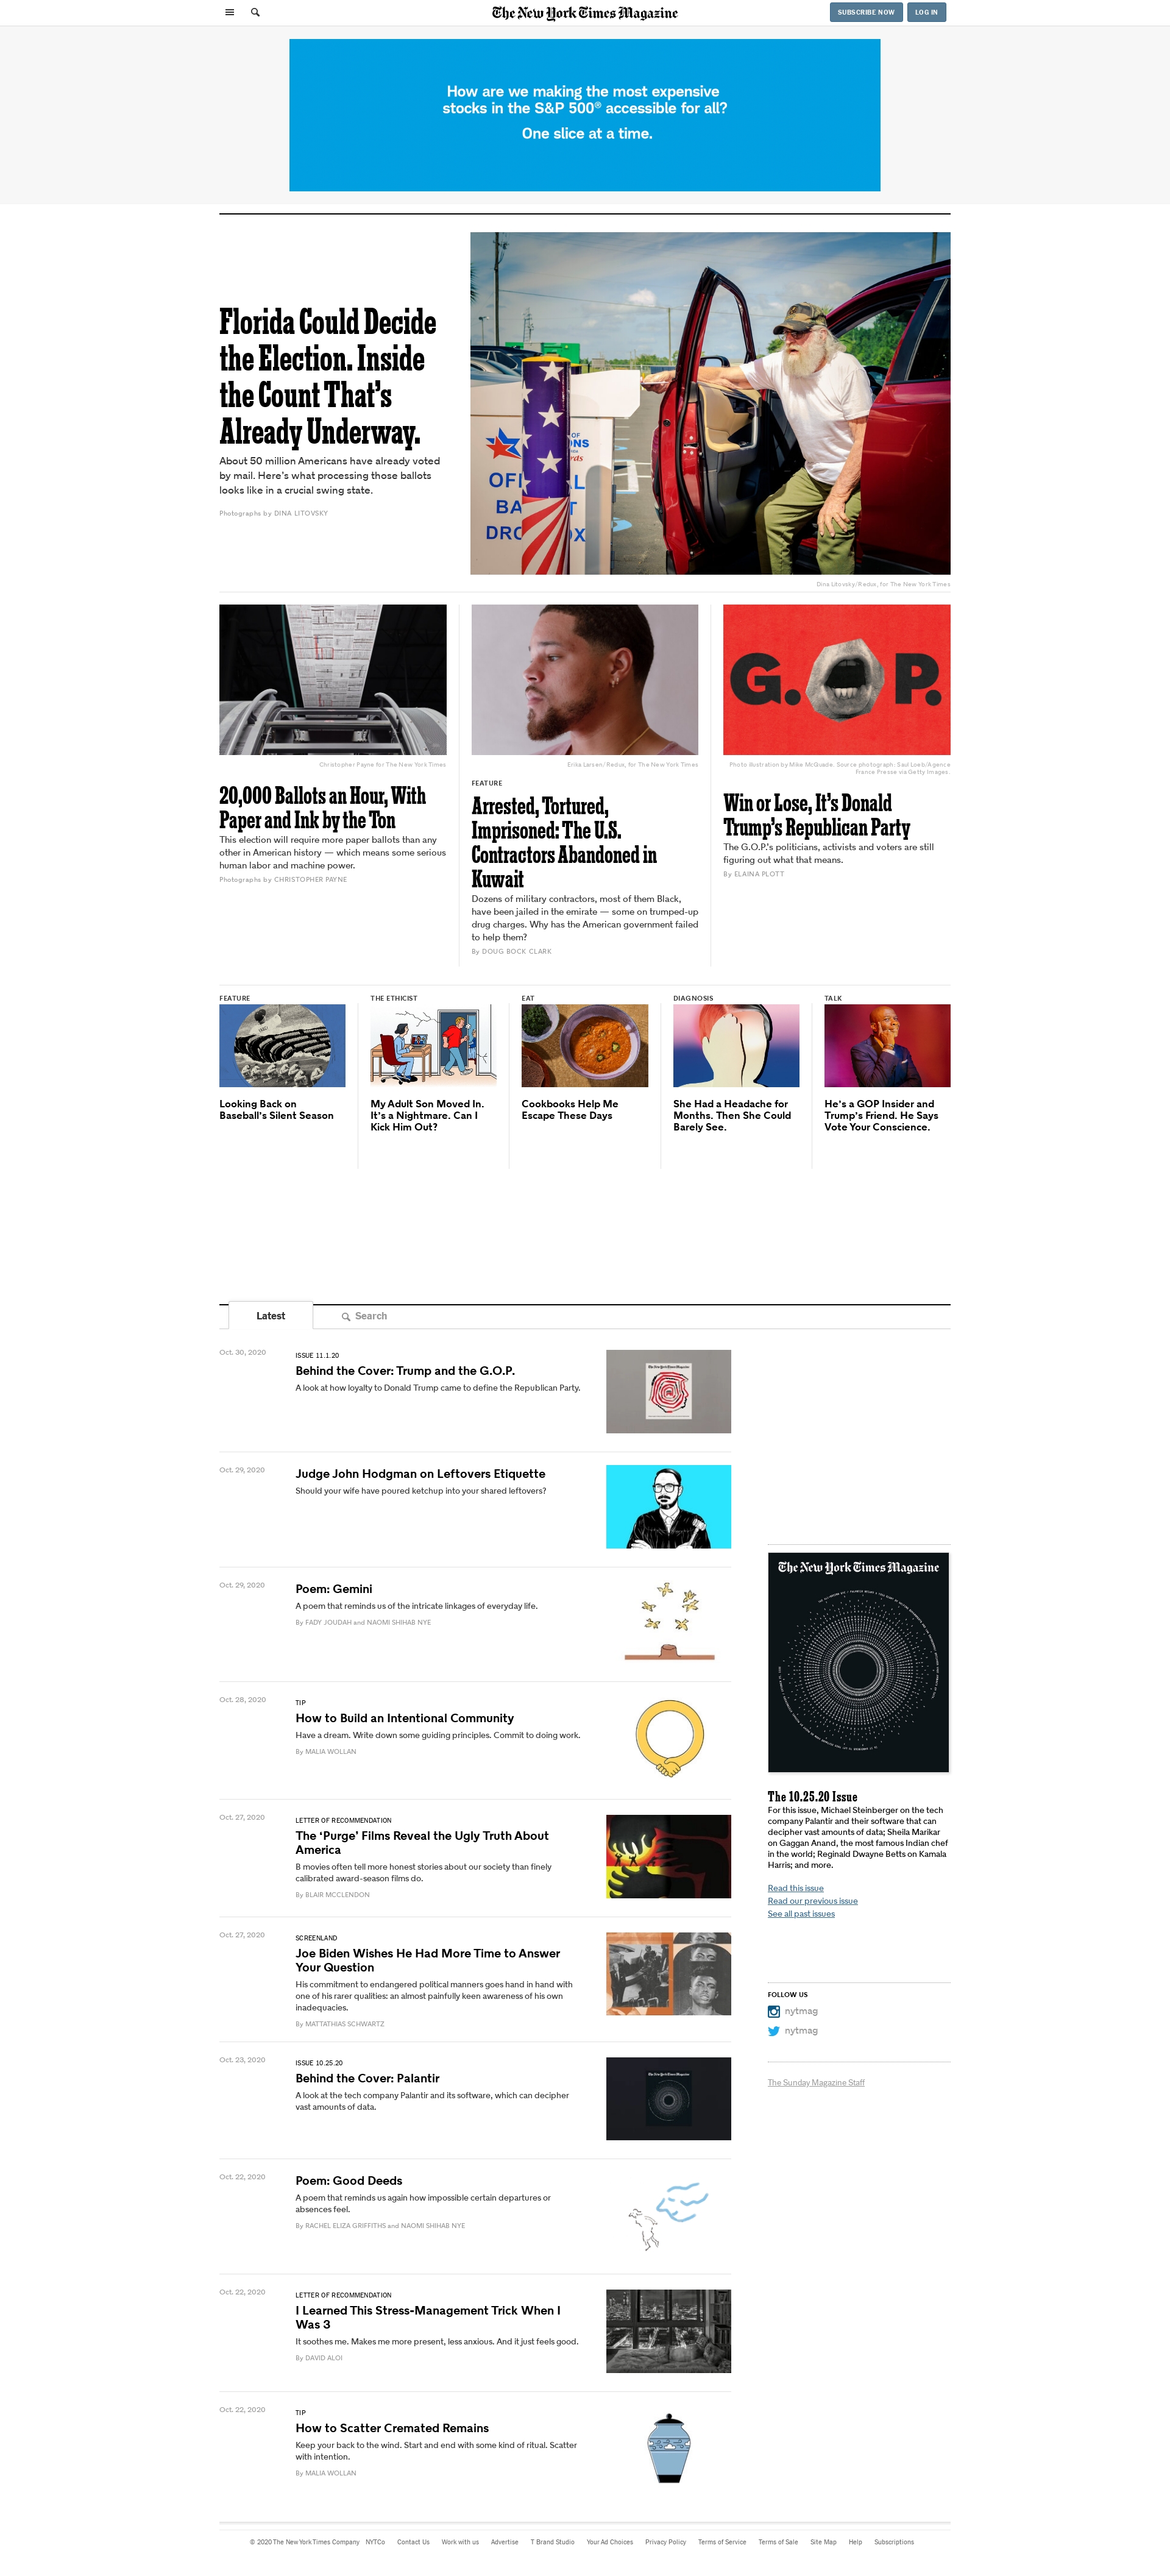 The New York Times Magazine
SUBSCRIBE NOW
LOG IN
How are we making the most expensive
stocks in the S&P 500® accessible for all?
One slice at a time.
Florida Could Decide
the Election. Inside
the Count That’s
Already Underway.
About 50 million Americans have already voted
by mail. Here’s what processing those ballots
looks like in a crucial swing state.
Photographs by DINA LITOVSKY
Dina Litovsky/Redux, for The New York Times
Christopher Payne for The New York Times
20,000 Ballots an Hour, With
Paper and Ink by the Ton
This election will require more paper ballots than any
other in American history — which means some serious
human labor and machine power.
Photographs by CHRISTOPHER PAYNE
Erika Larsen/Redux, for The New York Times
FEATURE
Arrested, Tortured,
Imprisoned: The U.S.
Contractors Abandoned in
Kuwait
Dozens of military contractors, most of them Black,
have been jailed in the emirate — some on trumped-up
drug charges. Why has the American government failed
to help them?
By DOUG BOCK CLARK
G. P.
Photo illustration by Mike McQuade. Source photograph: Saul Loeb/Agence
France Presse via Getty Images.
Win or Lose, It’s Donald
Trump’s Republican Party
The G.O.P.’s politicians, activists and voters are still
figuring out what that means.
By ELAINA PLOTT
FEATURE
Looking Back on
Baseball’s Silent Season
THE ETHICIST
My Adult Son Moved In.
It’s a Nightmare. Can I
Kick Him Out?
EAT
Cookbooks Help Me
Escape These Days
DIAGNOSIS
She Had a Headache for
Months. Then She Could
Barely See.
TALK
He’s a GOP Insider and
Trump’s Friend. He Says
Vote Your Conscience.
Latest
Search
Oct. 30, 2020
ISSUE 11.1.20
Behind the Cover: Trump and the G.O.P.
A look at how loyalty to Donald Trump came to define the Republican Party.
Oct. 29, 2020
Judge John Hodgman on Leftovers Etiquette
Should your wife have poured ketchup into your shared leftovers?
Oct. 29, 2020
Poem: Gemini
A poem that reminds us of the intricate linkages of everyday life.
By FADY JOUDAH and NAOMI SHIHAB NYE
Oct. 28, 2020
TIP
How to Build an Intentional Community
Have a dream. Write down some guiding principles. Commit to doing work.
By MALIA WOLLAN
Oct. 27, 2020
LETTER OF RECOMMENDATION
The ‘Purge’ Films Reveal the Ugly Truth About
America
B movies often tell more honest stories about our society than finely
calibrated award-season films do.
By BLAIR MCCLENDON
Oct. 27, 2020
SCREENLAND
Joe Biden Wishes He Had More Time to Answer
Your Question
His commitment to endangered political manners goes hand in hand with
one of his rarer qualities: an almost painfully keen awareness of his own
inadequacies.
By MATTATHIAS SCHWARTZ
Oct. 23, 2020
ISSUE 10.25.20
Behind the Cover: Palantir
A look at the tech company Palantir and its software, which can decipher
vast amounts of data.
Oct. 22, 2020
Poem: Good Deeds
A poem that reminds us again how impossible certain departures or
absences feel.
By RACHEL ELIZA GRIFFITHS and NAOMI SHIHAB NYE
Oct. 22, 2020
LETTER OF RECOMMENDATION
I Learned This Stress-Management Trick When I
Was 3
It soothes me. Makes me more present, less anxious. And it just feels good.
By DAVID ALOI
Oct. 22, 2020
TIP
How to Scatter Cremated Remains
Keep your back to the wind. Start and end with some kind of ritual. Scatter
with intention.
By MALIA WOLLAN
The New York Times Magazine
The 10.25.20 Issue
For this issue, Michael Steinberger on the tech
company Palantir and their software that can
decipher vast amounts of data; Sheila Marikar
on Gaggan Anand, the most famous Indian chef
in the world; Reginald Dwayne Betts on Kamala
Harris; and more.
Read this issue
Read our previous issue
See all past issues
FOLLOW US
nytmag
nytmag
The Sunday Magazine Staff
© 2020 The New York Times Company NYTCo Contact Us Work with us Advertise T Brand Studio Your Ad Choices Privacy Policy Terms of Service Terms of Sale Site Map Help Subscriptions